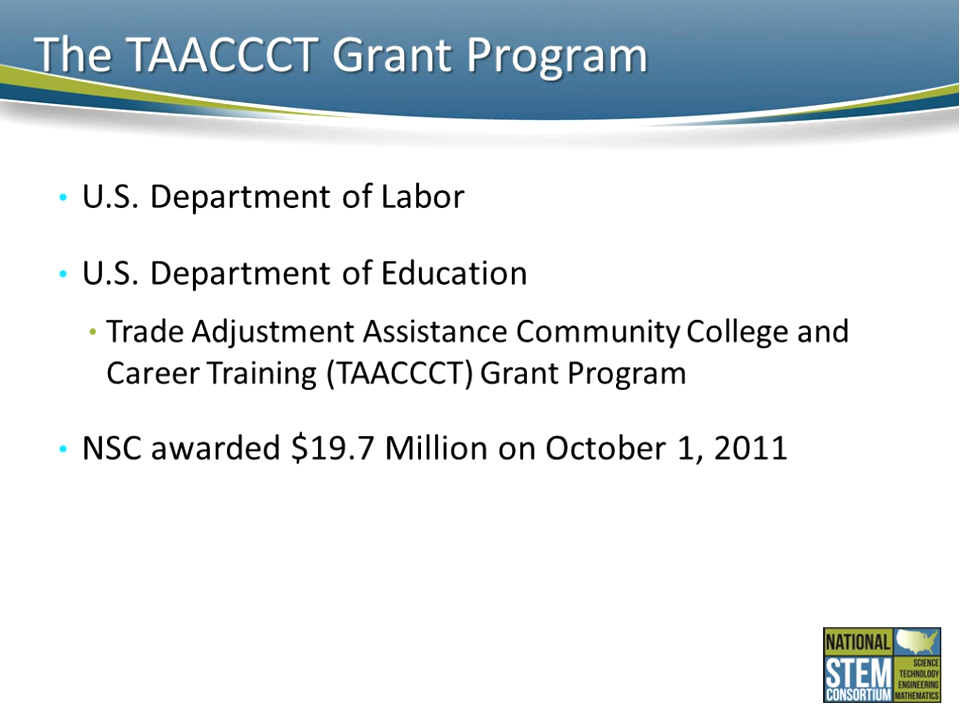 The TAACCCT Grant Program
• U.S. Department of Labor
• U.S. Department of Education
• Trade Adjustment Assistance Community College and
Career Training (TAACCCT) Grant Program
• NSC awarded $19.7 Million on October 1, 2011
NATIONAL
STEM
CONSORTIUM
SCIENCE
TECHNOLOGY
ENGINEERING
MATHEMATICS